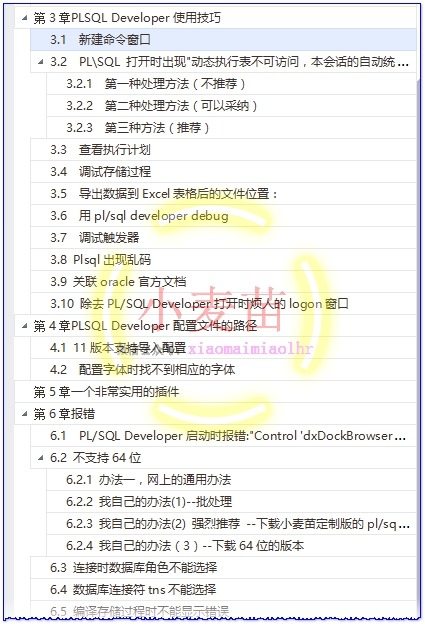 第 3 章PLSQL Developer 使用技巧
3.1 新建命令窗口
3.2 PL\SQL 打开时出现"动态执行表不可访问，本会话的自动统 ...
3.2.1 第一种处理方法（不推荐）
3.2.2 第二种处理方法（可以采纳）
3.2.3 第三种方法（推荐）
3.3 查看执行计划
3.4 调试存储过程
3.5 导出数据到 Excel 表格后的文件位置：
3.6 用 pl/sql developer debug
3.7 调试触发器
3.8 Plsql 出现乱码
3.9 关联 oracle 官方文档
3.10 除去 PL/SQL Developer 打开时烦人的 logon 窗口
小麦苗
第 4 章PLSQL Developer 配置文件的路径
4.1 11 版本支持导入配置
xiaomaimiaolhr
4.2 配置字体时找不到相应的字体
第 5 章一个非常实用的插件
第 6 章报错
6.1 PL/SQL Developer 启动时报错:"Control 'dxDockBrowser...
6.2 不支持 64 位
6.2.1 办法一，网上的通用办法
6.2.2 我自己的办法(1)--批处理
6.2.3 我自己的办法(2) 强烈推荐 --下载小麦苗定制版的 pl/sq...
6.2.4 我自己的办法（3）--下载 64 位的版本
6.3 连接时数据库角色不能选择
6.4 数据库连接符 tns 不能选择
6.5 编译存储过程时不能显示错误